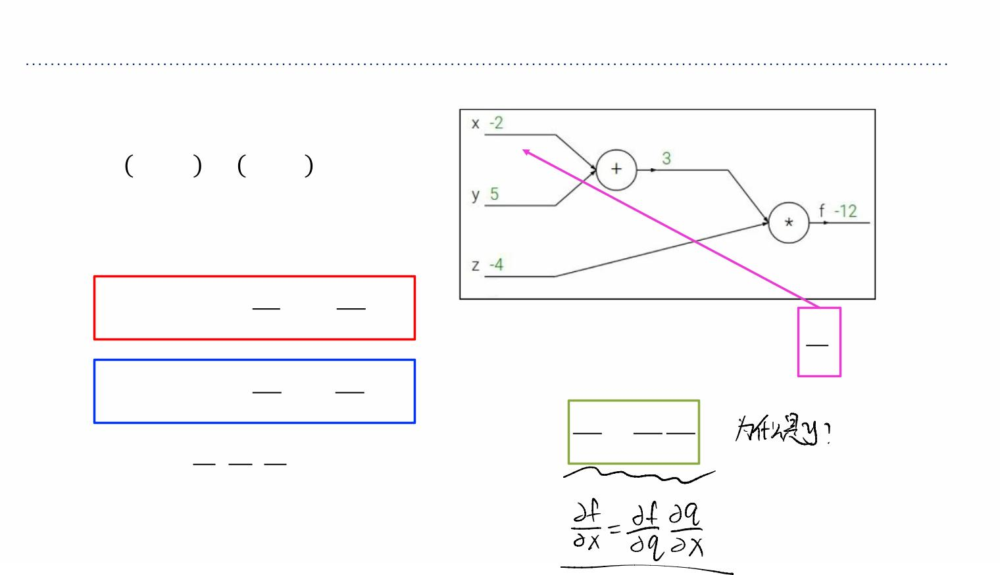 x -2
( ) (  )
+ 3
y 5
f -12
*
z -4
为什么是y?
∂f/∂x = ∂f/∂q ∂q/∂x